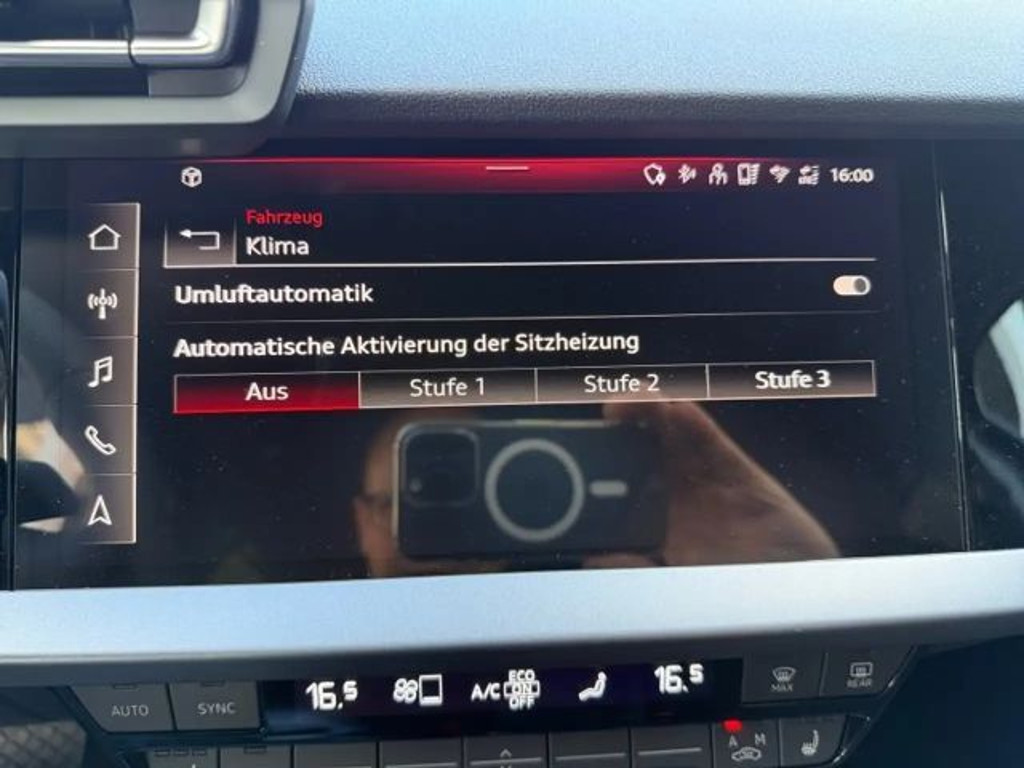 16:00
Fahrzeug
Klima
Umluftautomatik
Automatische Aktivierung der Sitzheizung
Aus Stufe 1 Stufe 2 Stufe 3
16.5 A/C ECO ON OFF 16.5
AUTO SYNC MAX REAR
A M